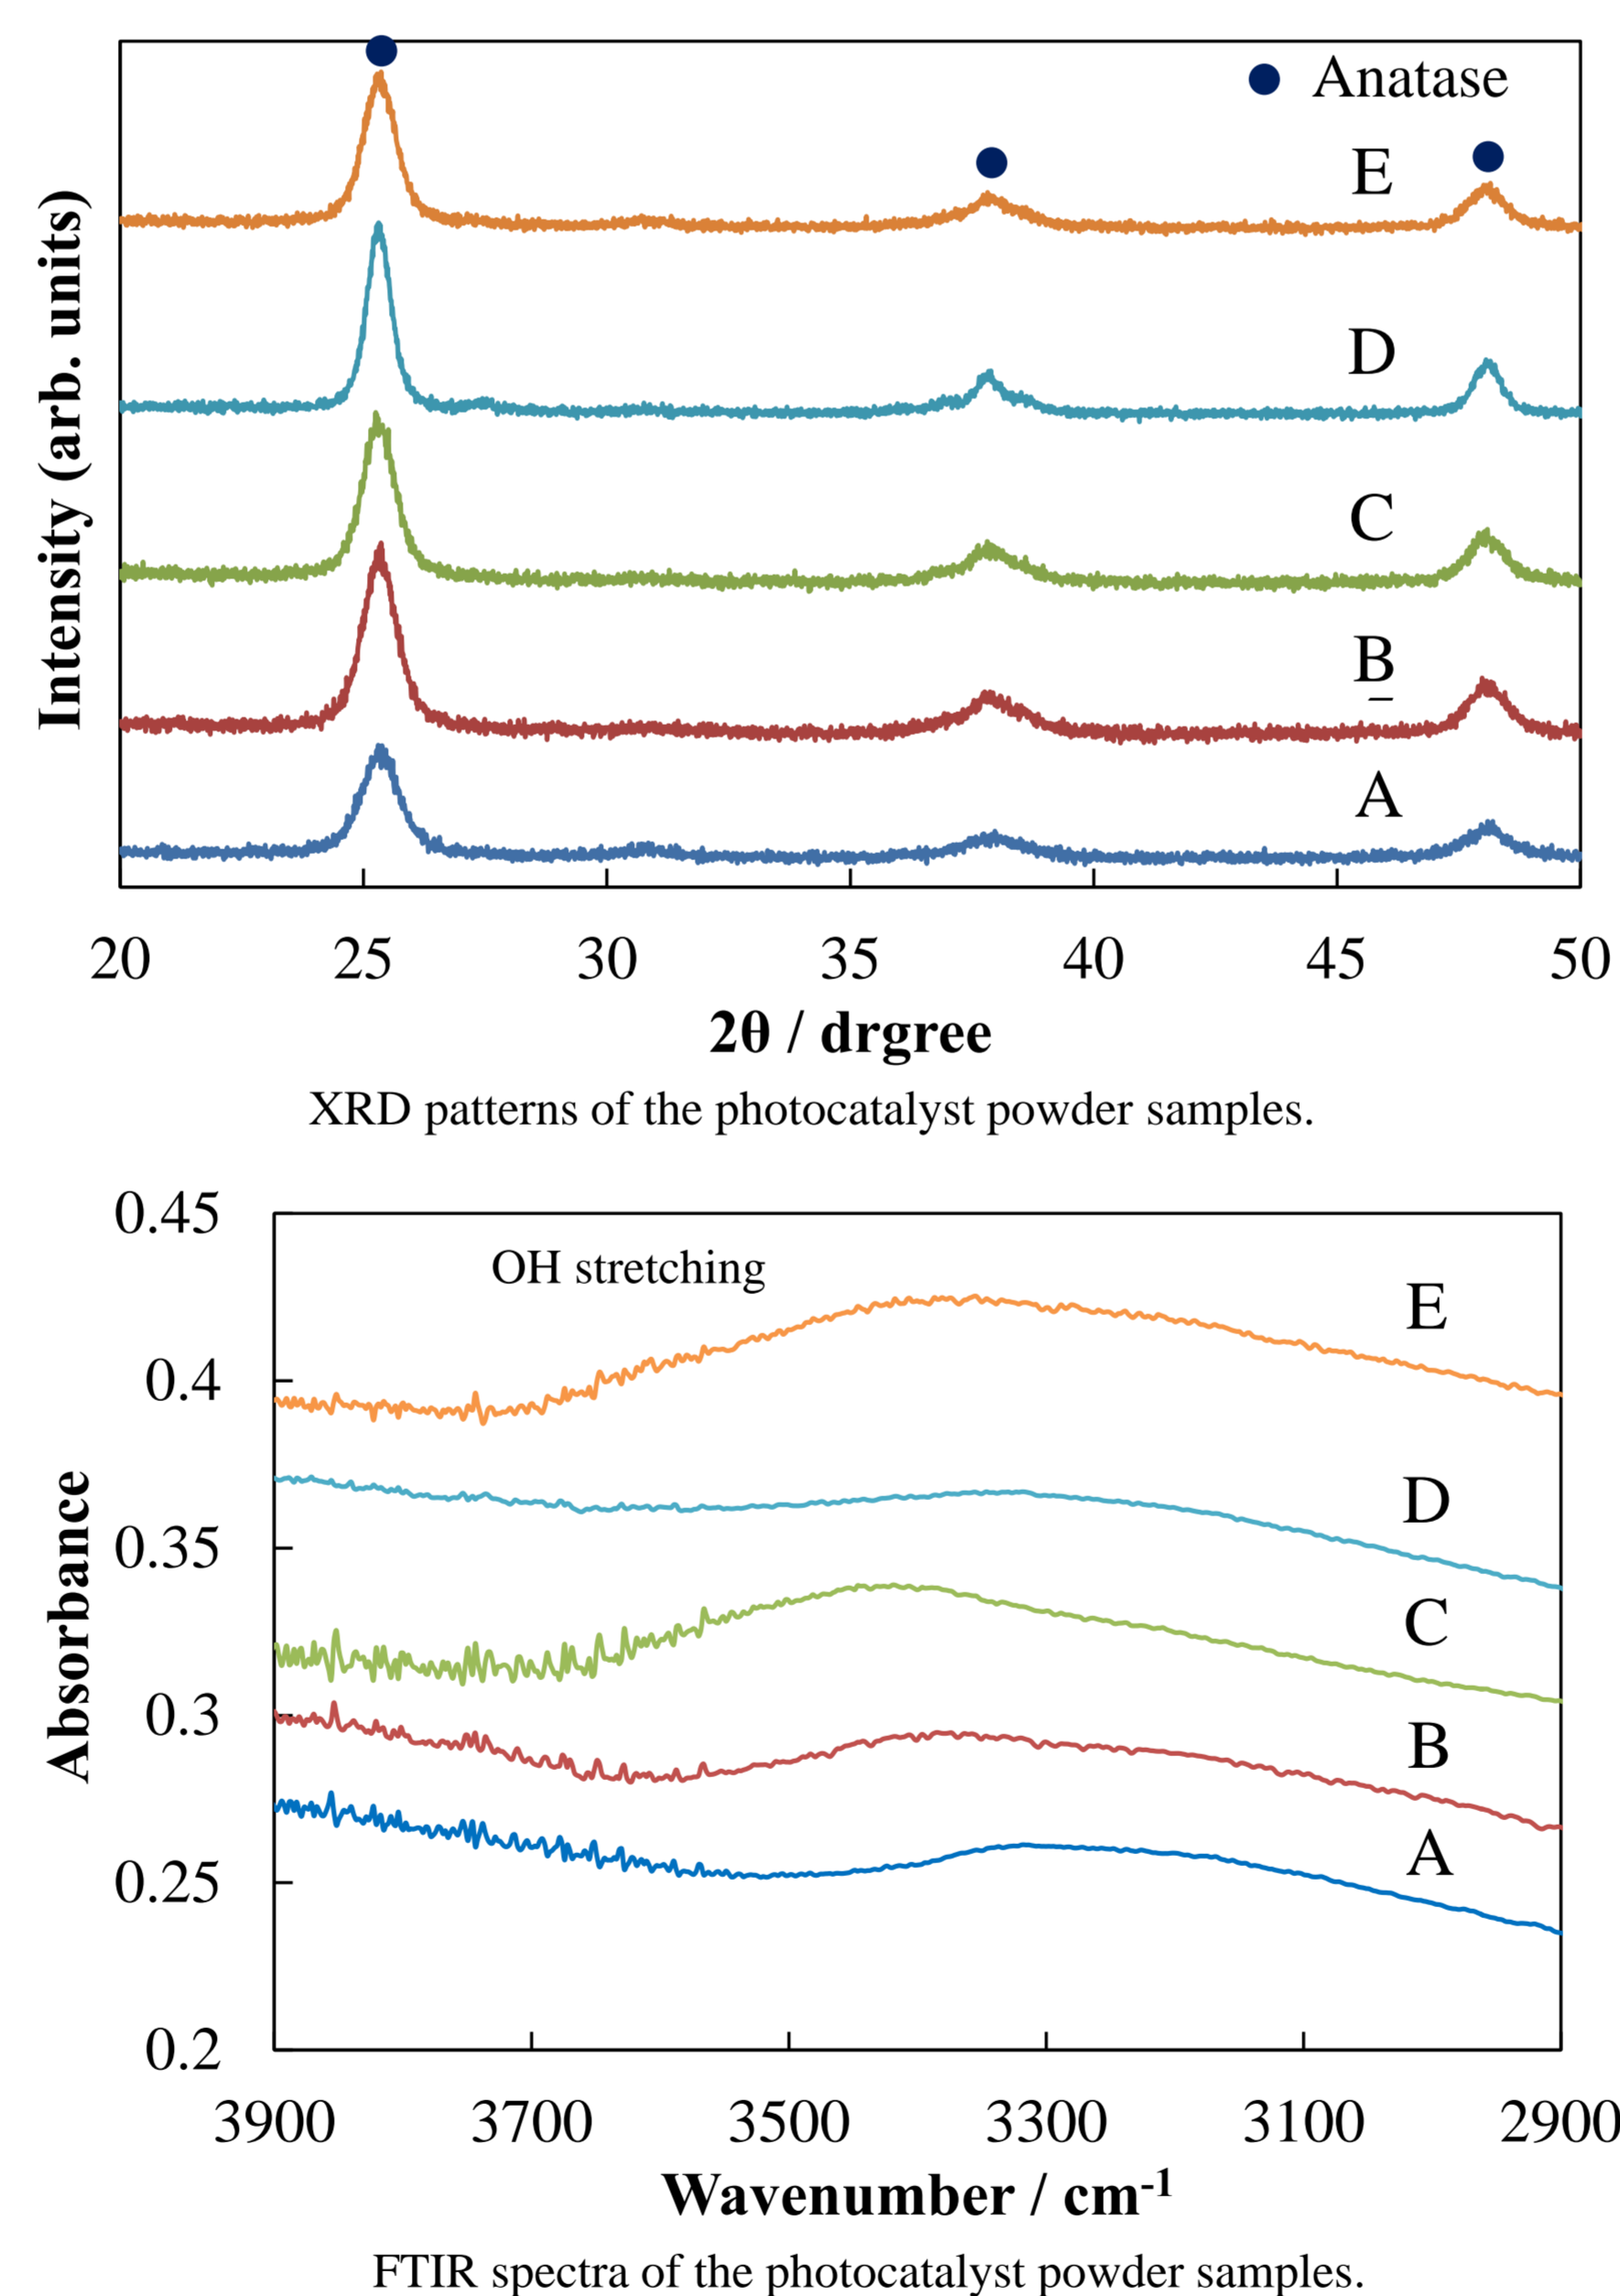 Anatase
E
D
C
B
A
Intensity (arb. units)
20 25 30 35 40 45 50
2θ / drgree
XRD patterns of the photocatalyst powder samples.
0.45
OH stretching
E
0.4
D
0.35
C
0.3
B
A
0.25
0.2
Absorbance
3900 3700 3500 3300 3100 2900
Wavenumber / cm-1
FTIR spectra of the photocatalyst powder samples.